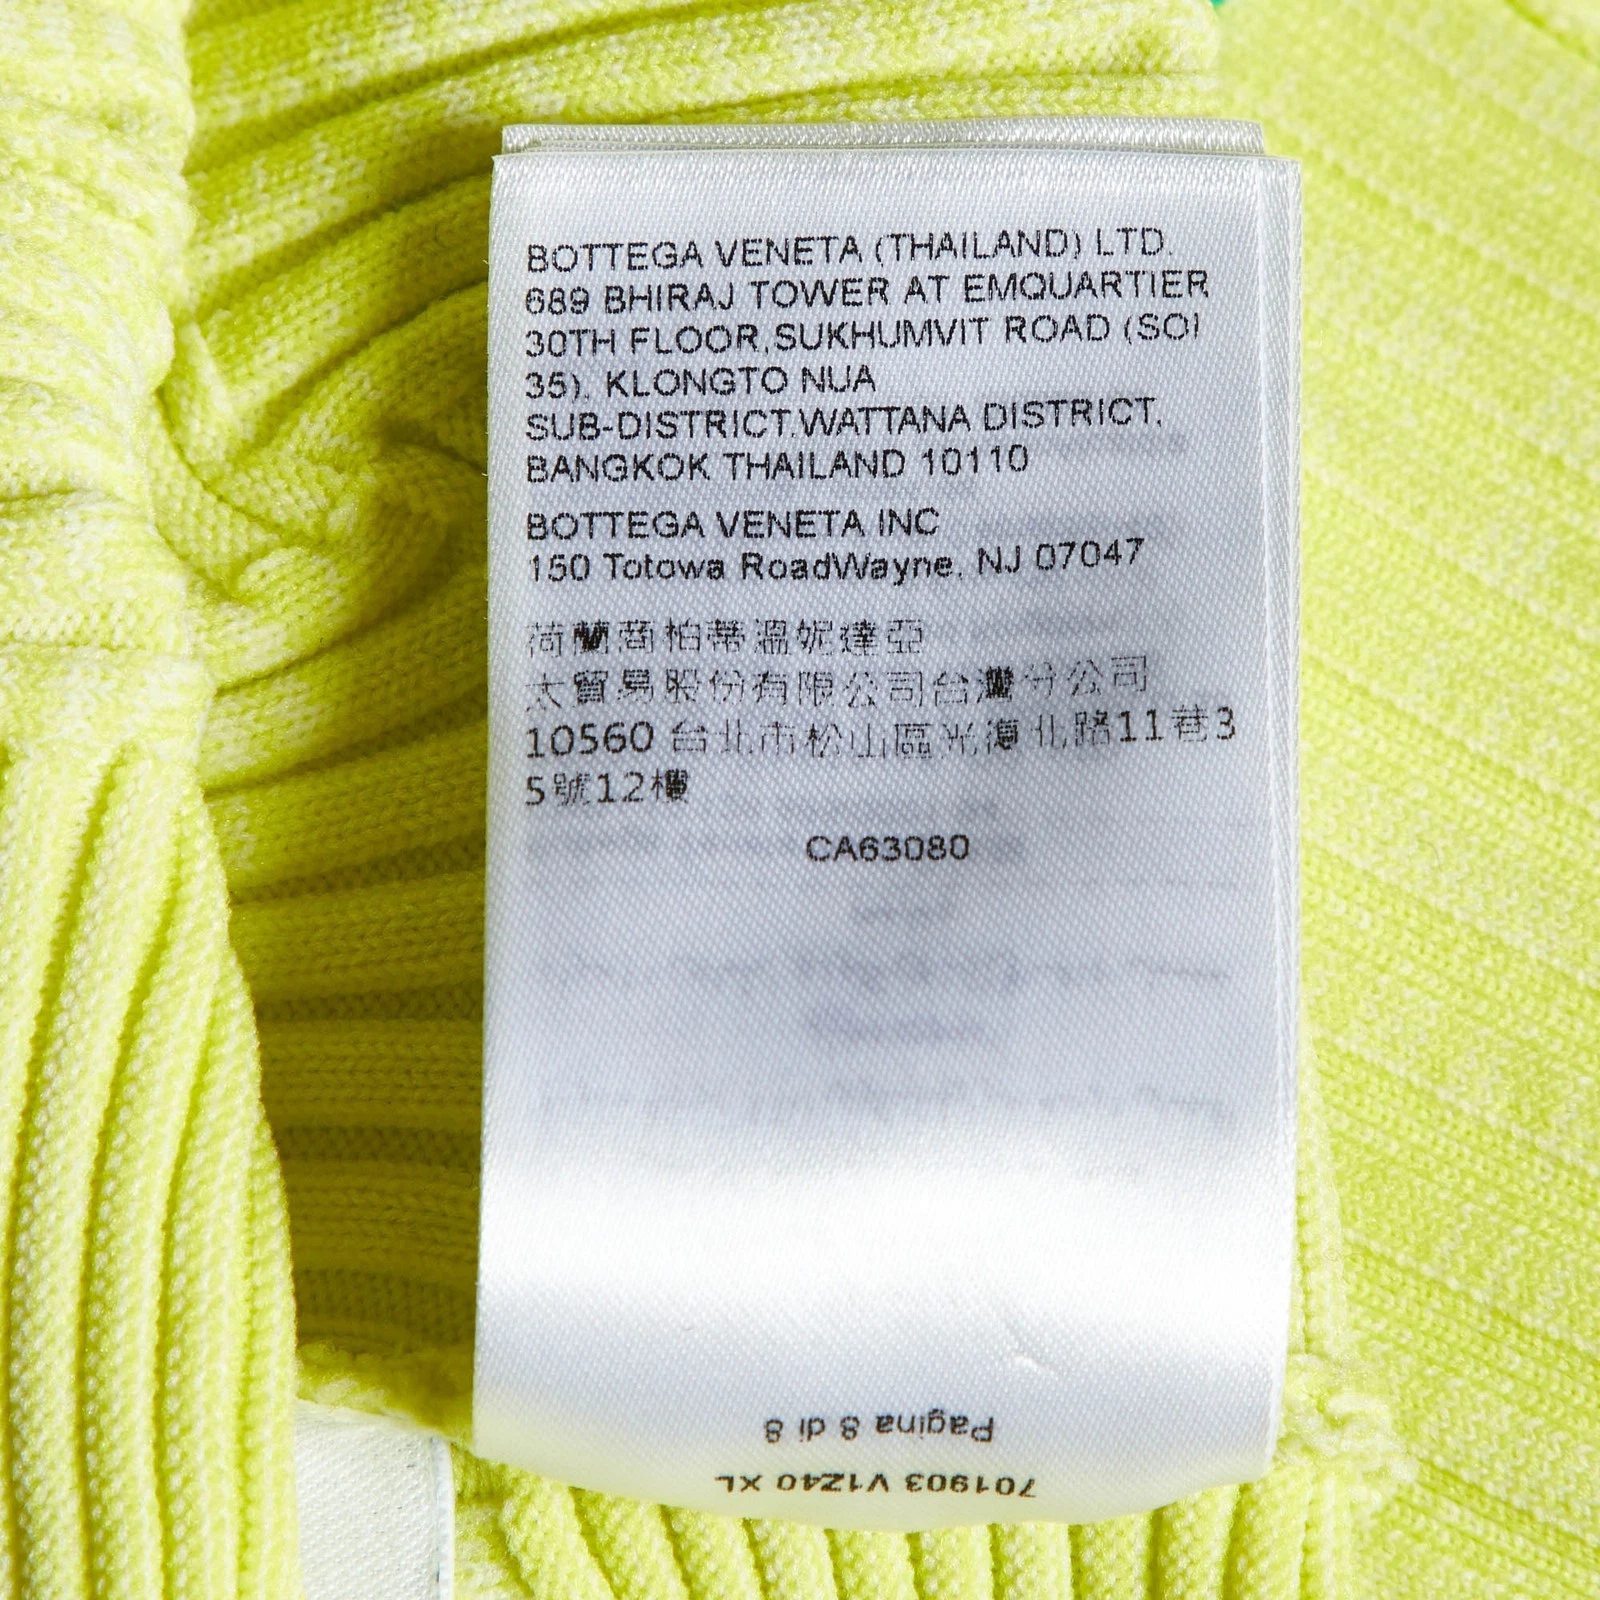 BOTTEGA VENETA (THAILAND) LTD.
689 BHIRAJ TOWER AT EMQUARTIER
30TH FLOOR,SUKHUMVIT ROAD (SOI
35), KLONGTO NUA
SUB-DISTRICT,WATTANA DISTRICT,
BANGKOK THAILAND 10110
BOTTEGA VENETA INC
150 Totowa RoadWayne, NJ 07047
荷蘭商柏蒂溫妮達亞
太貿易股份有限公司台灣分公司
10560 台北市松山區光復北路11巷3
5號12樓
CA63080
Pagina 8 di 8
701903 V1Z40 XL